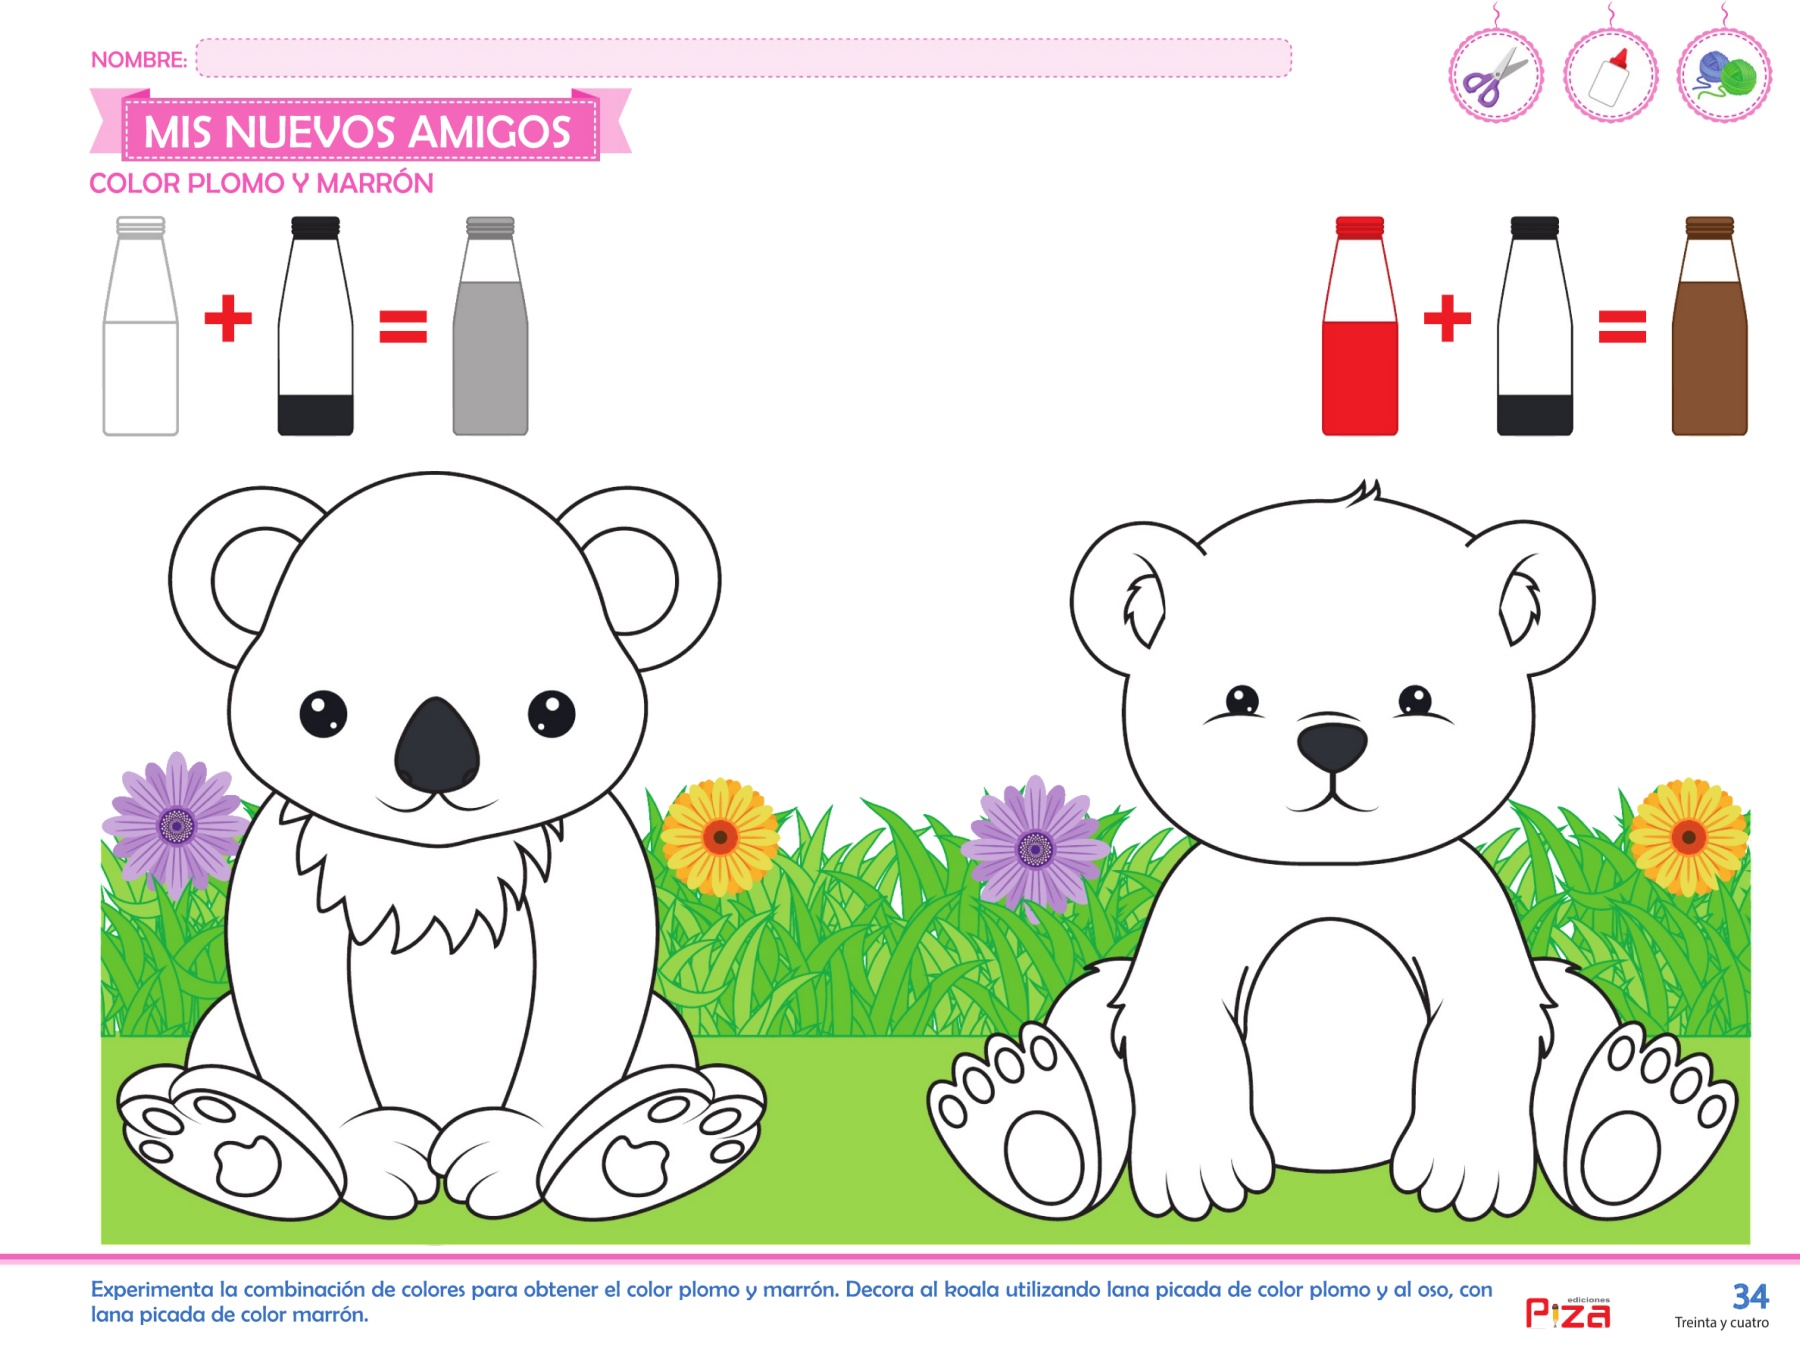 NOMBRE:
MIS NUEVOS AMIGOS
COLOR PLOMO Y MARRÓN
+ =
+ =
Experimenta la combinación de colores para obtener el color plomo y marrón. Decora al koala utilizando lana picada de color plomo y al oso, con
lana picada de color marrón.
ediciones
Piza
34
Treinta y cuatro